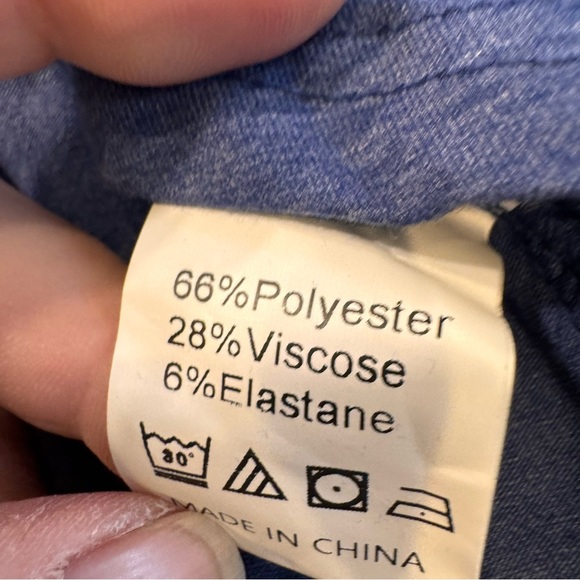 66%Polyester
28%Viscose
6%Elastane
30°
MADE IN CHINA